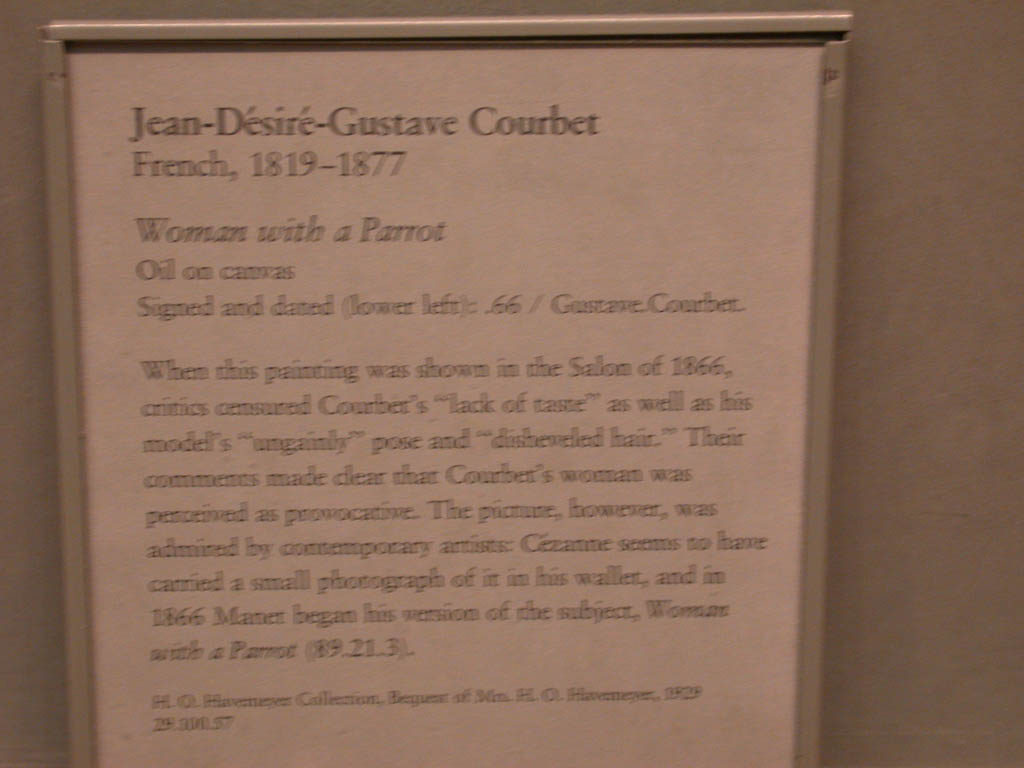 Jean-Désiré-Gustave Courbet
French, 1819–1877
Woman with a Parrot
Oil on canvas
Signed and dated (lower left): .66 / Gustave.Courbet.
When this painting was shown in the Salon of 1866,
critics censured Courbet's "lack of taste" as well as his
model's "ungainly" pose and "disheveled hair." Their
comments made clear that Courbet's woman was
perceived as provocative. The picture, however, was
admired by contemporary artists: Cézanne seems to have
carried a small photograph of it in his wallet, and in
1866 Manet began his version of the subject, Woman
with a Parrot (89.21.3).
H. O. Havemeyer Collection, Bequest of Mrs. H. O. Havemeyer, 1929
29.100.57